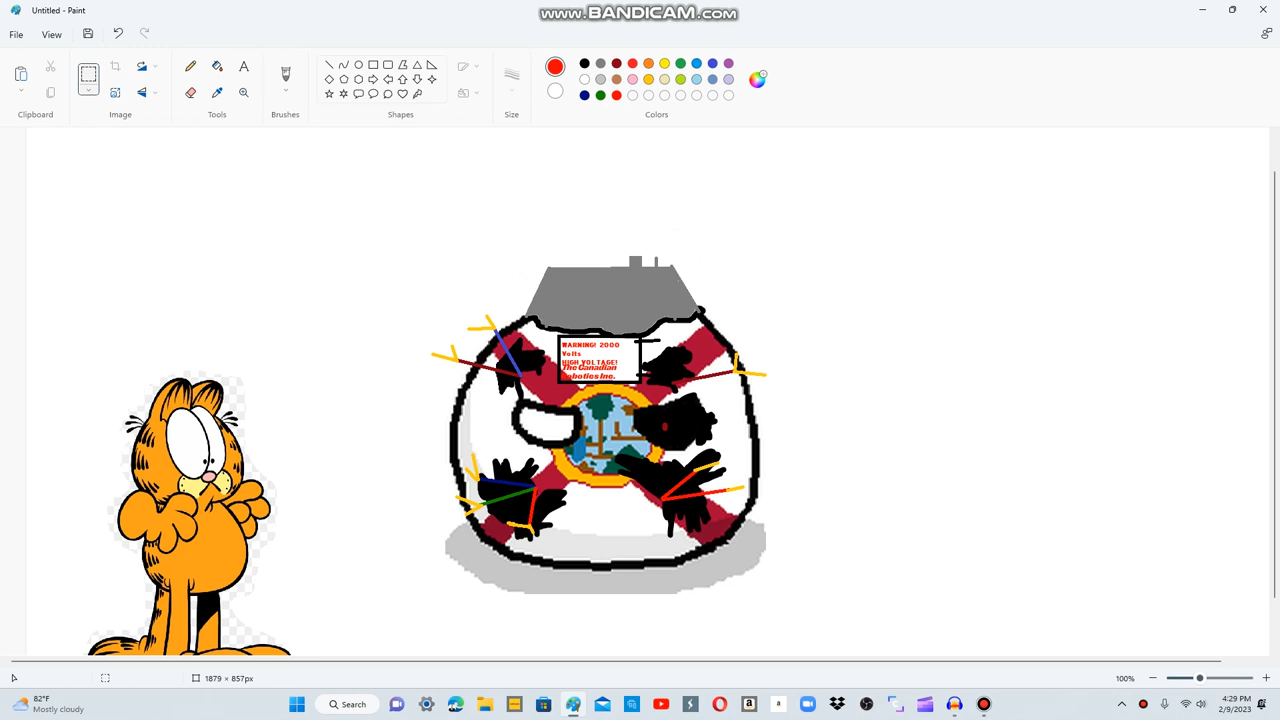 www.BANDICAM.com
Untitled - Paint
File View
Clipboard Image Tools Brushes Shapes Size Colors
WARNING! 2000
Volts
HIGH VOLTAGE!
The Canadian
Robotics Inc.
1879 × 857px
100%
82°F
Mostly cloudy
Search
4:29 PM
2/9/2023